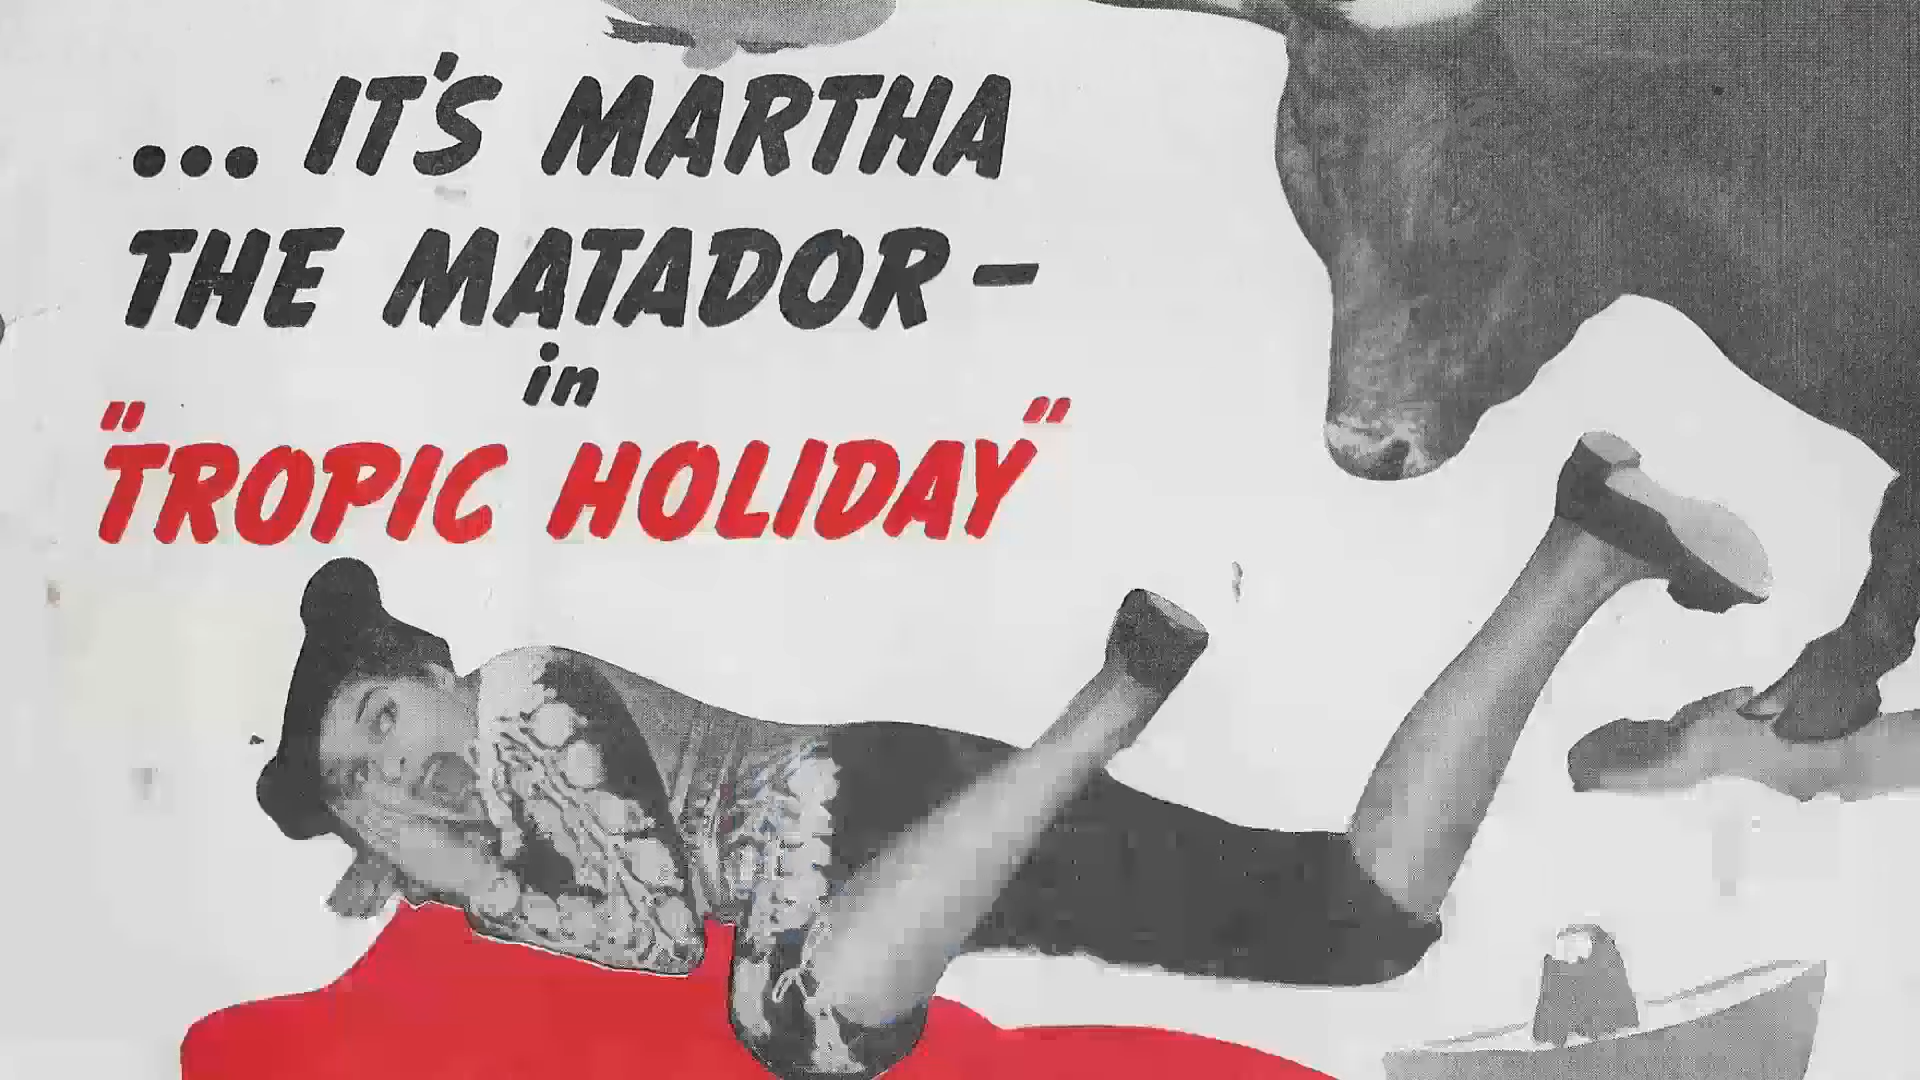 ... IT'S MARTHA
THE MATADOR -
in
"TROPIC HOLIDAY"